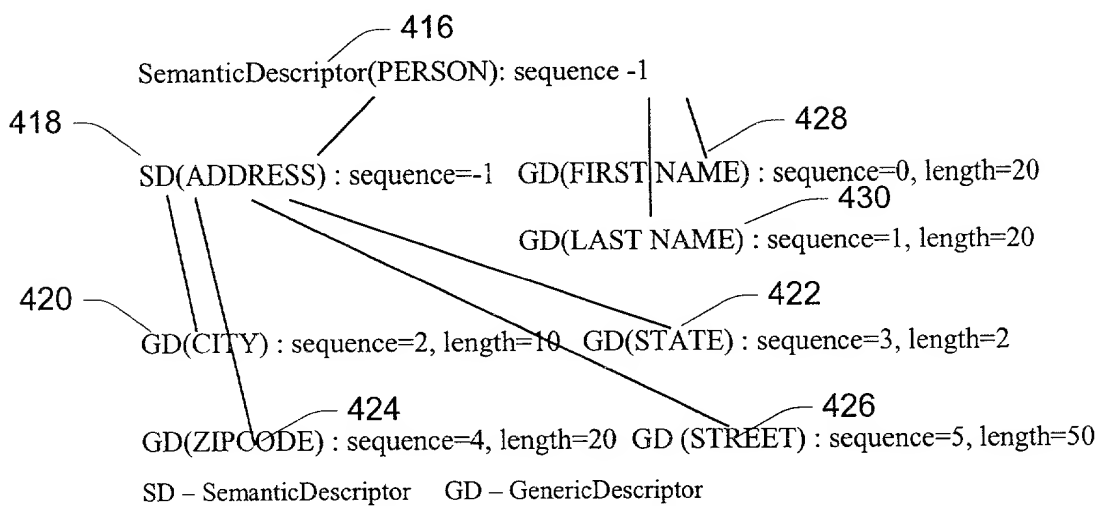 416
SemanticDescriptor(PERSON): sequence -1
418
428
SD(ADDRESS) : sequence=-1 GD(FIRST NAME) : sequence=0, length=20
430
GD(LAST NAME) : sequence=1, length=20
420
422
GD(CITY) : sequence=2, length=10 GD(STATE) : sequence=3, length=2
424
426
GD(ZIPCODE) : sequence=4, length=20 GD (STREET) : sequence=5, length=50
SD – SemanticDescriptor GD – GenericDescriptor